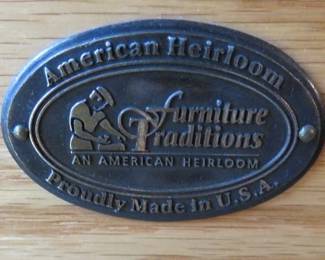 American Heirloom
Furniture
Traditions
AN AMERICAN HEIRLOOM
Proudly Made in U.S.A.